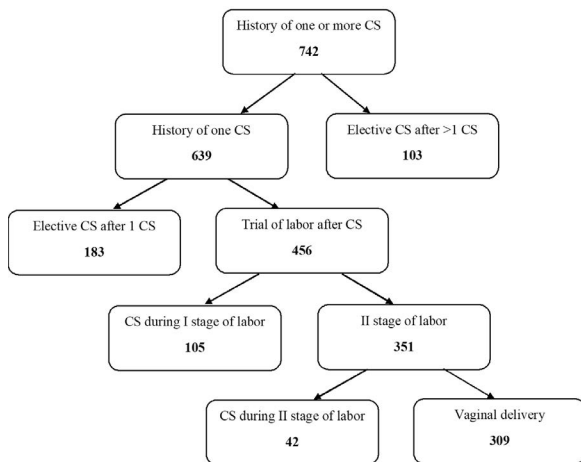 History of one or more CS
742
History of one CS
639
Elective CS after >1 CS
103
Elective CS after 1 CS
183
Trial of labor after CS
456
CS during I stage of labor
105
II stage of labor
351
CS during II stage of labor
42
Vaginal delivery
309